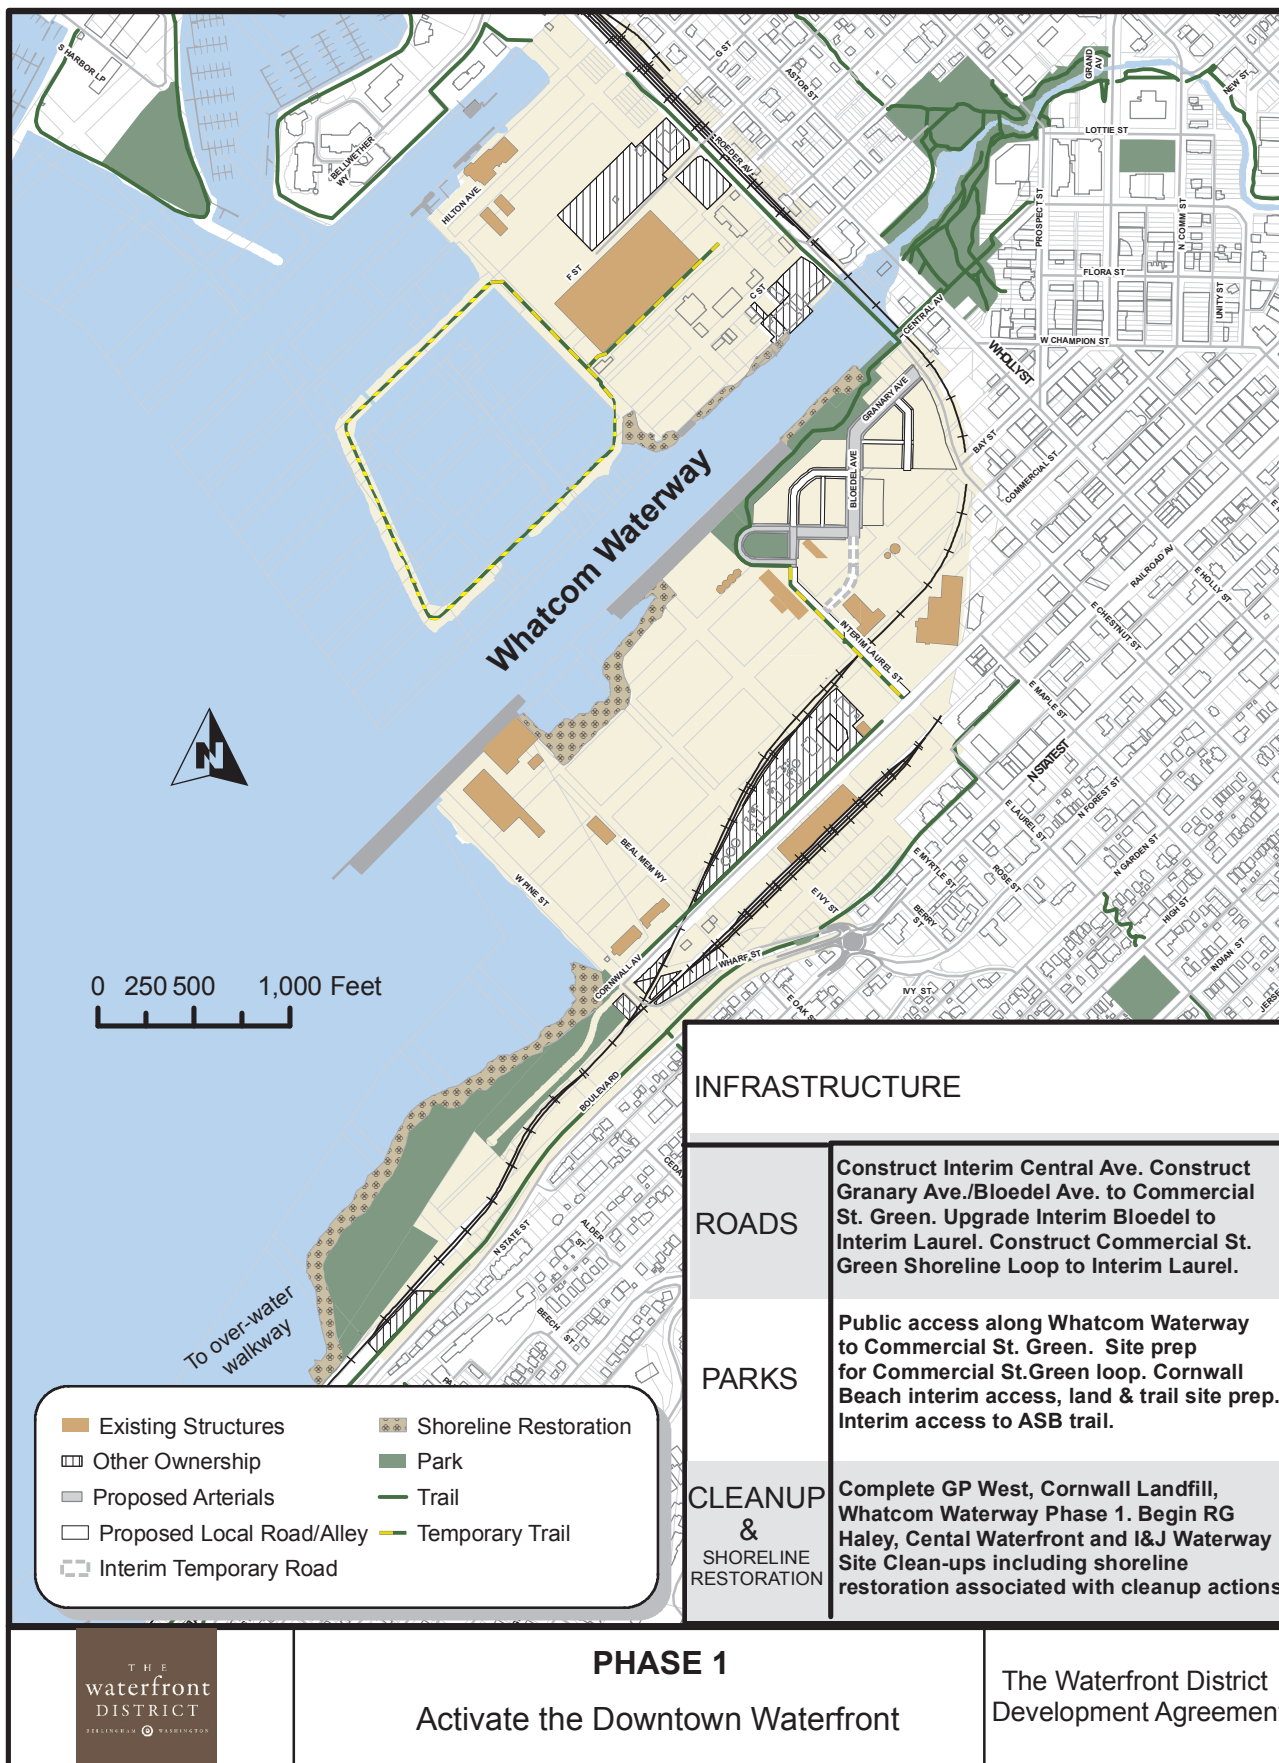 S HARBOR LP
BELLWETHER
WY
HILTON AVE
G ST
ASTOR ST
ROEDER AV
F ST
C ST
GRAND
AV
NEW ST
LOTTIE ST
PROSPECT ST
N COMM ST
FLORA ST
UNITY ST
CENTRAL AV
W CHAMPION ST
W HOLLY ST
GRANARY AVE
BLOEDEL AVE
BAY ST
COMMERCIAL ST
RAILROAD AV
E HOLLY ST
E CHESTNUT ST
E MAPLE ST
N STATE ST
Whatcom Waterway
INTERIM LAUREL ST
E LAUREL ST
N FOREST ST
N GARDEN ST
E MYRTLE ST
ROSE ST
BERRY
ST
HIGH ST
INDIAN ST
JERSE
E IVY ST
IVY ST
E OAK S
BEAL MEM WY
W PINE ST
WHARF ST
CORNWALL AV
BOULEVARD
CEDA
N STATE ST
ALDER
ST
BEECH ST
PA
N
0 250 500 1,000 Feet
To over-water
walkway
INFRASTRUCTURE
ROADS
Construct Interim Central Ave. Construct
Granary Ave./Bloedel Ave. to Commercial
St. Green. Upgrade Interim Bloedel to
Interim Laurel. Construct Commercial St.
Green Shoreline Loop to Interim Laurel.
PARKS
Public access along Whatcom Waterway
to Commercial St. Green. Site prep
for Commercial St.Green loop. Cornwall
Beach interim access, land & trail site prep.
Interim access to ASB trail.
CLEANUP
&
SHORELINE
RESTORATION
Complete GP West, Cornwall Landfill,
Whatcom Waterway Phase 1. Begin RG
Haley, Cental Waterfront and I&J Waterway
Site Clean-ups including shoreline
restoration associated with cleanup actions
Existing Structures
Other Ownership
Proposed Arterials
Proposed Local Road/Alley
Interim Temporary Road
Shoreline Restoration
Park
Trail
Temporary Trail
THE
waterfront
DISTRICT
BELLINGHAM WASHINGTON
PHASE 1
Activate the Downtown Waterfront
The Waterfront District
Development Agreemen